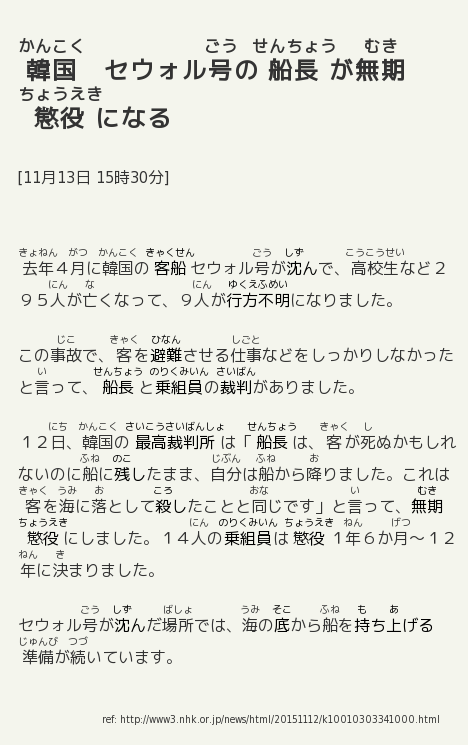 かんこく ごう せんちょう むき
韓国 セウォル号の 船長 が無期
ちょうえき
懲役 になる
[11月13日 15時30分]
きょねん がつ かんこく きゃくせん ごう しず こうこうせい
去年４月に韓国の 客船 セウォル号が沈んで、高校生など２
にん な にん ゆくえふめい
９５人が亡くなって、９人が行方不明になりました。
じこ きゃく ひなん しごと
この事故で、客を避難させる仕事などをしっかりしなかった
い せんちょう のりくみいん さいばん
と言って、 船長 と乗組員の裁判がありました。
にち かんこく さいこうさいばんしょ せんちょう きゃく し
１２日、韓国の 最高裁判所 は「 船長 は、客が死ぬかもしれ
ふね のこ じぶん ふね お
ないのに船に残したまま、自分は船から降りました。これは
きゃく うみ お ころ おな い むき
客を海に落として殺したことと同じです」と言って、無期
ちょうえき にん のりくみいん ちょうえき ねん げつ
懲役 にしました。１４人の乗組員は 懲役 １年６か月～１２
ねん き
年に決まりました。
ごう しず ばしょ うみ そこ ふね も あ
セウォル号が沈んだ場所では、海の底から船を持ち上げる
じゅんび つづ
準備が続いています。
ref: http://www3.nhk.or.jp/news/html/20151112/k10010303341000.html